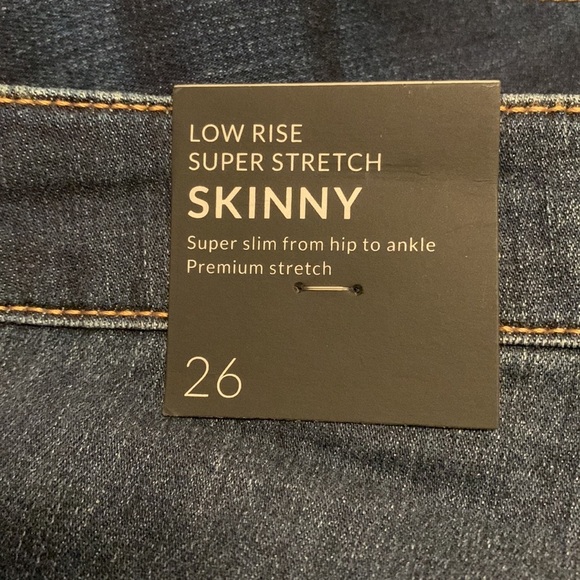 LOW RISE
SUPER STRETCH
SKINNY
Super slim from hip to ankle
Premium stretch
26